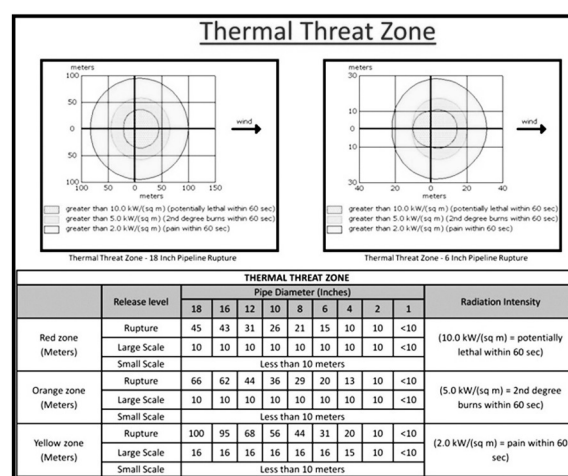 Thermal Threat Zone
meters
100
50
0
50
100
100 50 0 50 100 150
meters
wind
greater than 10.0 kW/(sq m) (potentially lethal within 60 sec)
greater than 5.0 kW/(sq m) (2nd degree burns within 60 sec)
greater than 2.0 kW/(sq m) (pain within 60 sec)
Thermal Threat Zone - 18 Inch Pipeline Rupture
meters
30
10
0
10
30
40 20 0 20 40
meters
wind
greater than 10.0 kW/(sq m) (potentially lethal within 60 sec)
greater than 5.0 kW/(sq m) (2nd degree burns within 60 sec)
greater than 2.0 kW/(sq m) (pain within 60 sec)
Thermal Threat Zone - 6 Inch Pipeline Rupture
THERMAL THREAT ZONE
Release level Pipe Diameter (Inches) Radiation Intensity
18 16 12 10 8 6 4 2 1
Red zone (Meters)
Rupture 45 43 31 26 21 15 10 10 <10
Large Scale 10 10 10 10 10 10 10 10 <10
Small Scale Less than 10 meters
(10.0 kW/(sq m) = potentially
lethal within 60 sec)
Orange zone
(Meters)
Rupture 66 62 44 36 29 20 13 10 <10
Large Scale 10 10 10 10 10 10 10 10 <10
Small Scale Less than 10 meters
(5.0 kW/(sq m) = 2nd degree
burns within 60 sec)
Yellow zone
(Meters)
Rupture 100 95 68 56 44 31 20 10 <10
Large Scale 16 16 16 16 16 15 10 10 <10
Small Scale Less than 10 meters
(2.0 kW/(sq m) = pain within 60
sec)